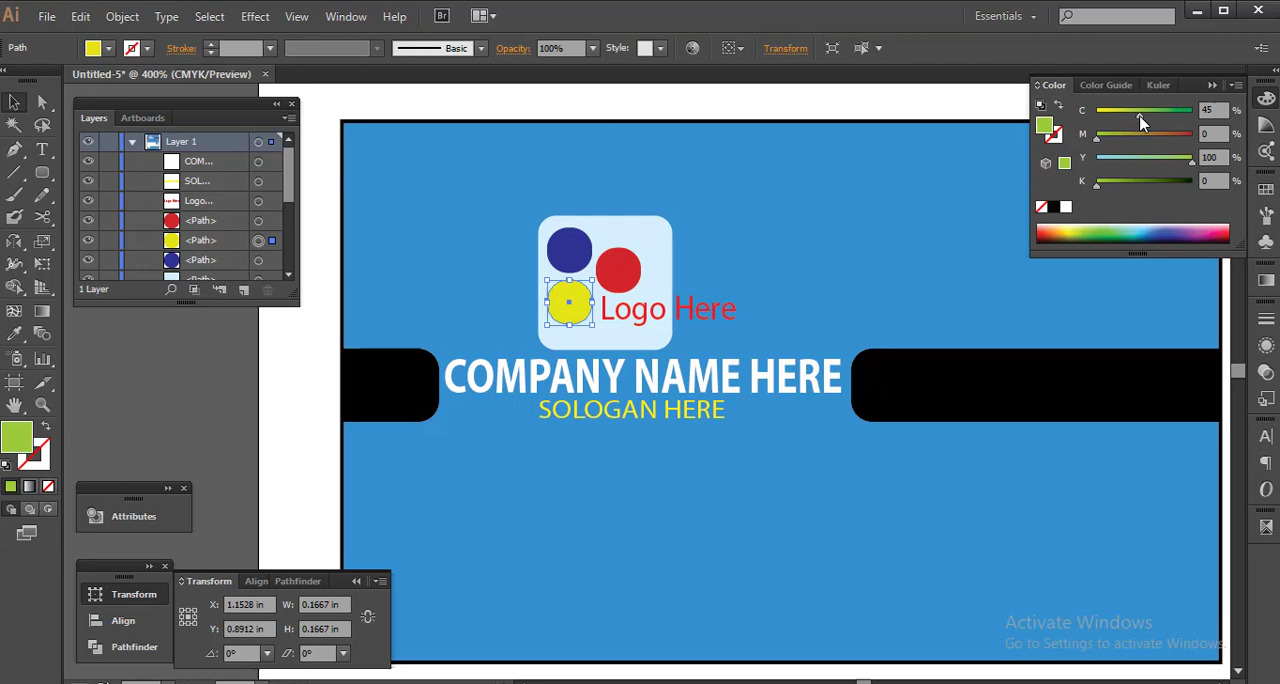 Ai File Edit Object Type Select Effect View Window Help Br Essentials
Path Stroke: Basic Opacity: 100% Style: Transform
Untitled-5* @ 400% (CMYK/Preview) ×
Layers Artboards
Layer 1
COM...
SOL...
Logo Here Logo...
<Path>
<Path>
<Path>
1 Layer
Color Color Guide Kuler
C 45 %
M 0 %
Y 100 %
K 0 %
Logo Here
COMPANY NAME HERE
SOLOGAN HERE
Attributes
Transform
Align
Pathfinder
Transform Align Pathfinder
X: 1.1528 in W: 0.1667 in
Y: 0.8912 in H: 0.1667 in
0° 0°
Activate Windows
Go to Settings to activate Windows.